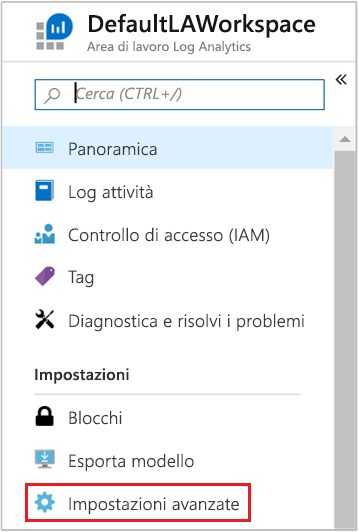 DefaultLAWorkspace
Area di lavoro Log Analytics
Cerca (CTRL+/)
Panoramica
Log attività
Controllo di accesso (IAM)
Tag
Diagnostica e risolvi i problemi
Impostazioni
Blocchi
Esporta modello
Impostazioni avanzate